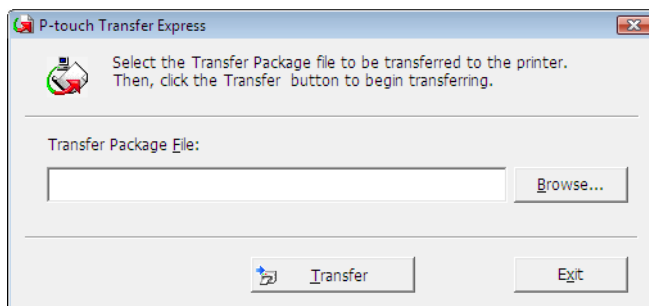 P-touch Transfer Express
Select the Transfer Package file to be transferred to the printer.
Then, click the Transfer button to begin transferring.
Transfer Package File:
Browse...
Transfer
Exit